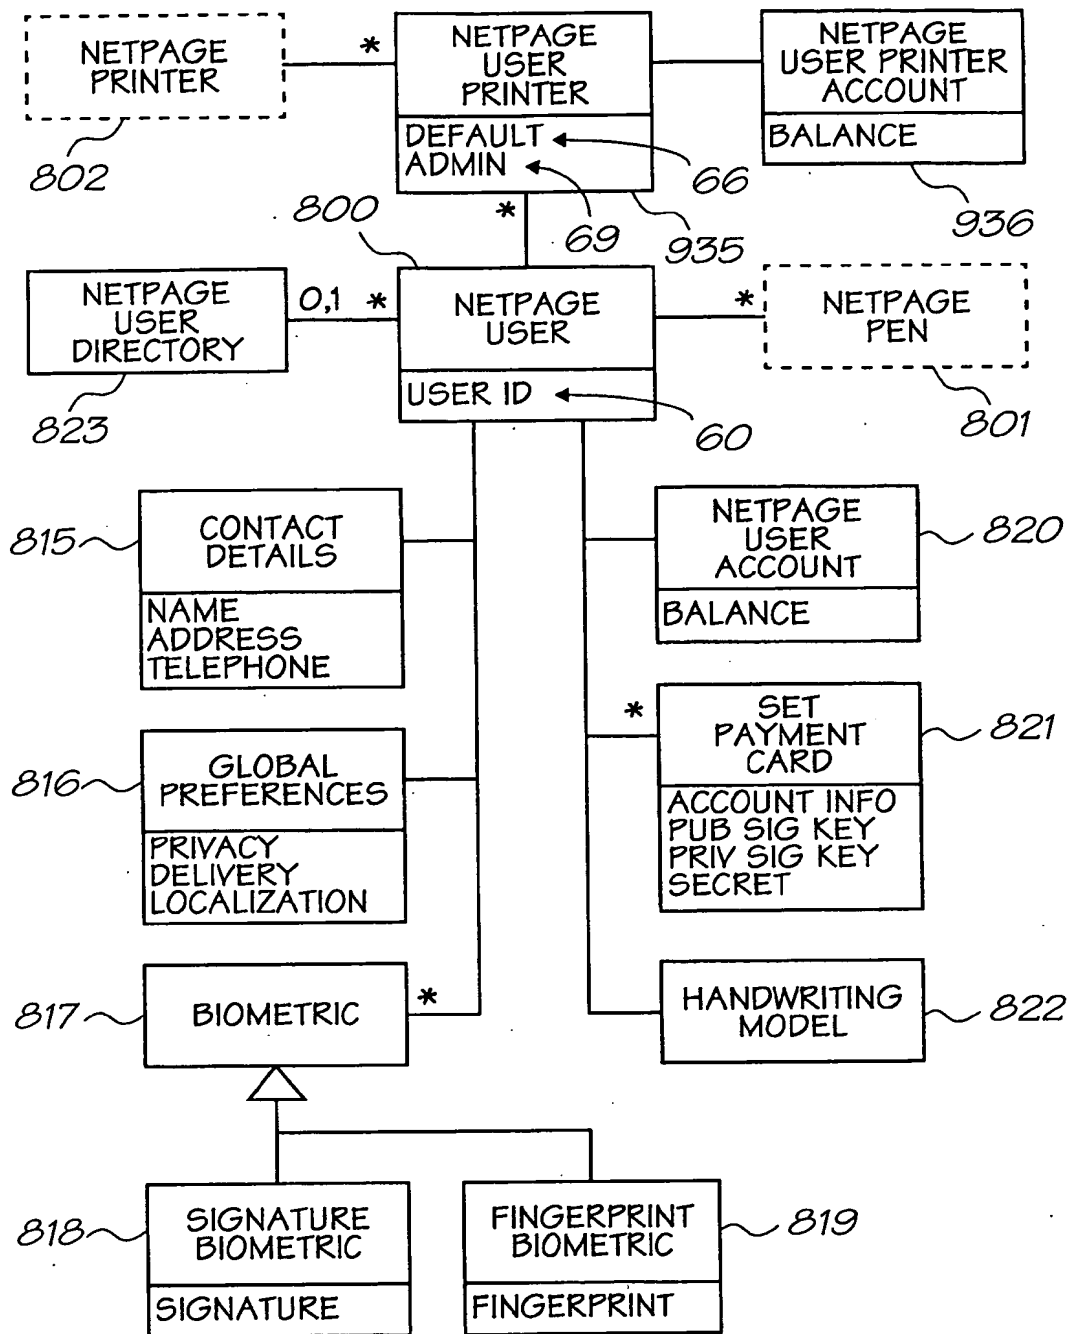 NETPAGE
PRINTER
802
*
NETPAGE
USER
PRINTER
DEFAULT
ADMIN
66
69
935
NETPAGE
USER PRINTER
ACCOUNT
BALANCE
936
*
800
NETPAGE
USER
DIRECTORY
823
0,1
*
NETPAGE
USER
USER ID
60
*
NETPAGE
PEN
801
815
CONTACT
DETAILS
NAME
ADDRESS
TELEPHONE
NETPAGE
USER
ACCOUNT
BALANCE
820
816
GLOBAL
PREFERENCES
PRIVACY
DELIVERY
LOCALIZATION
*
SET
PAYMENT
CARD
ACCOUNT INFO
PUB SIG KEY
PRIV SIG KEY
SECRET
821
817
BIOMETRIC
*
HANDWRITING
MODEL
822
818
SIGNATURE
BIOMETRIC
SIGNATURE
FINGERPRINT
BIOMETRIC
FINGERPRINT
819